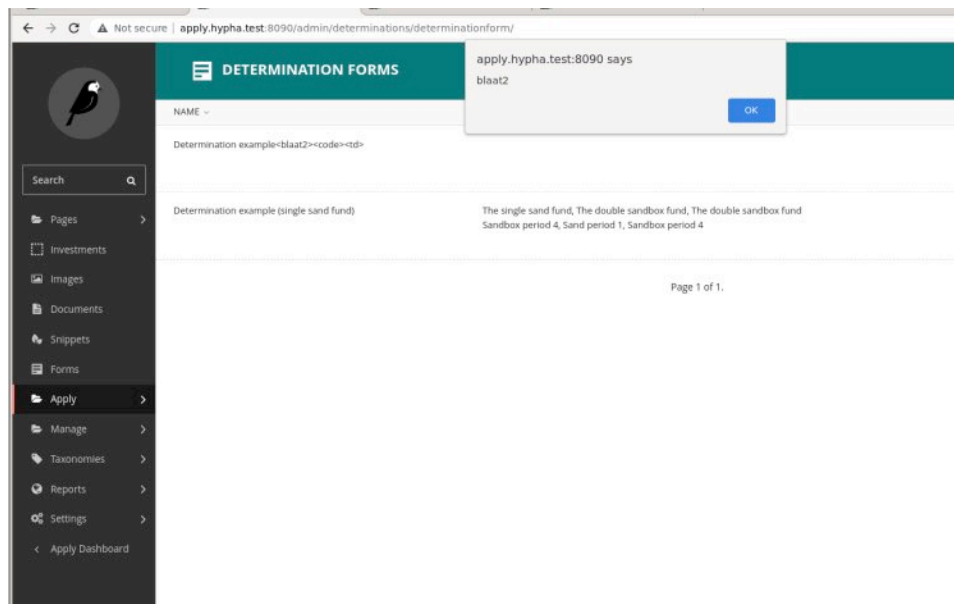 Not secure | apply.hypha.test:8090/admin/determinations/determinationform/
apply.hypha.test:8090 says
blaat2
OK
DETERMINATION FORMS
NAME
Determination example<blaat2><code><td>
Determination example (single sand fund)
The single sand fund, The double sandbox fund, The double sandbox fund
Sandbox period 4, Sand period 1, Sandbox period 4
Page 1 of 1.
Search
Pages
Investments
Images
Documents
Snippets
Forms
Apply
Manage
Taxonomies
Reports
Settings
Apply Dashboard